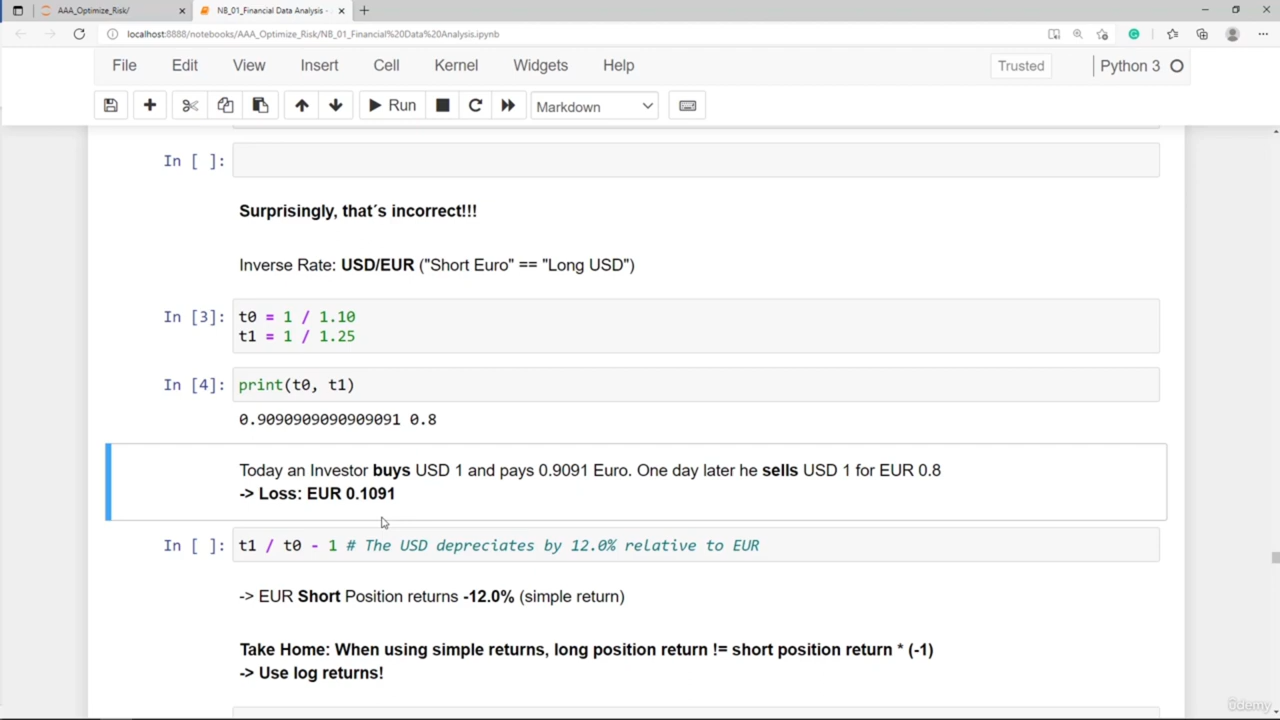 AAA_Optimize_Risk/
NB_01_Financial Data Analysis -
localhost:8888/notebooks/AAA_Optimize_Risk/NB_01_Financial%20Data%20Analysis.ipynb
File Edit View Insert Cell Kernel Widgets Help Trusted Python 3
Run Markdown
In [ ]:
Surprisingly, that´s incorrect!!!
Inverse Rate: USD/EUR ("Short Euro" == "Long USD")
In [3]: t0 = 1 / 1.10
t1 = 1 / 1.25
In [4]: print(t0, t1)
0.9090909090909091 0.8
Today an Investor buys USD 1 and pays 0.9091 Euro. One day later he sells USD 1 for EUR 0.8
-> Loss: EUR 0.1091
In [ ]: t1 / t0 - 1 # The USD depreciates by 12.0% relative to EUR
-> EUR Short Position returns -12.0% (simple return)
Take Home: When using simple returns, long position return != short position return * (-1)
-> Use log returns!
Udemy